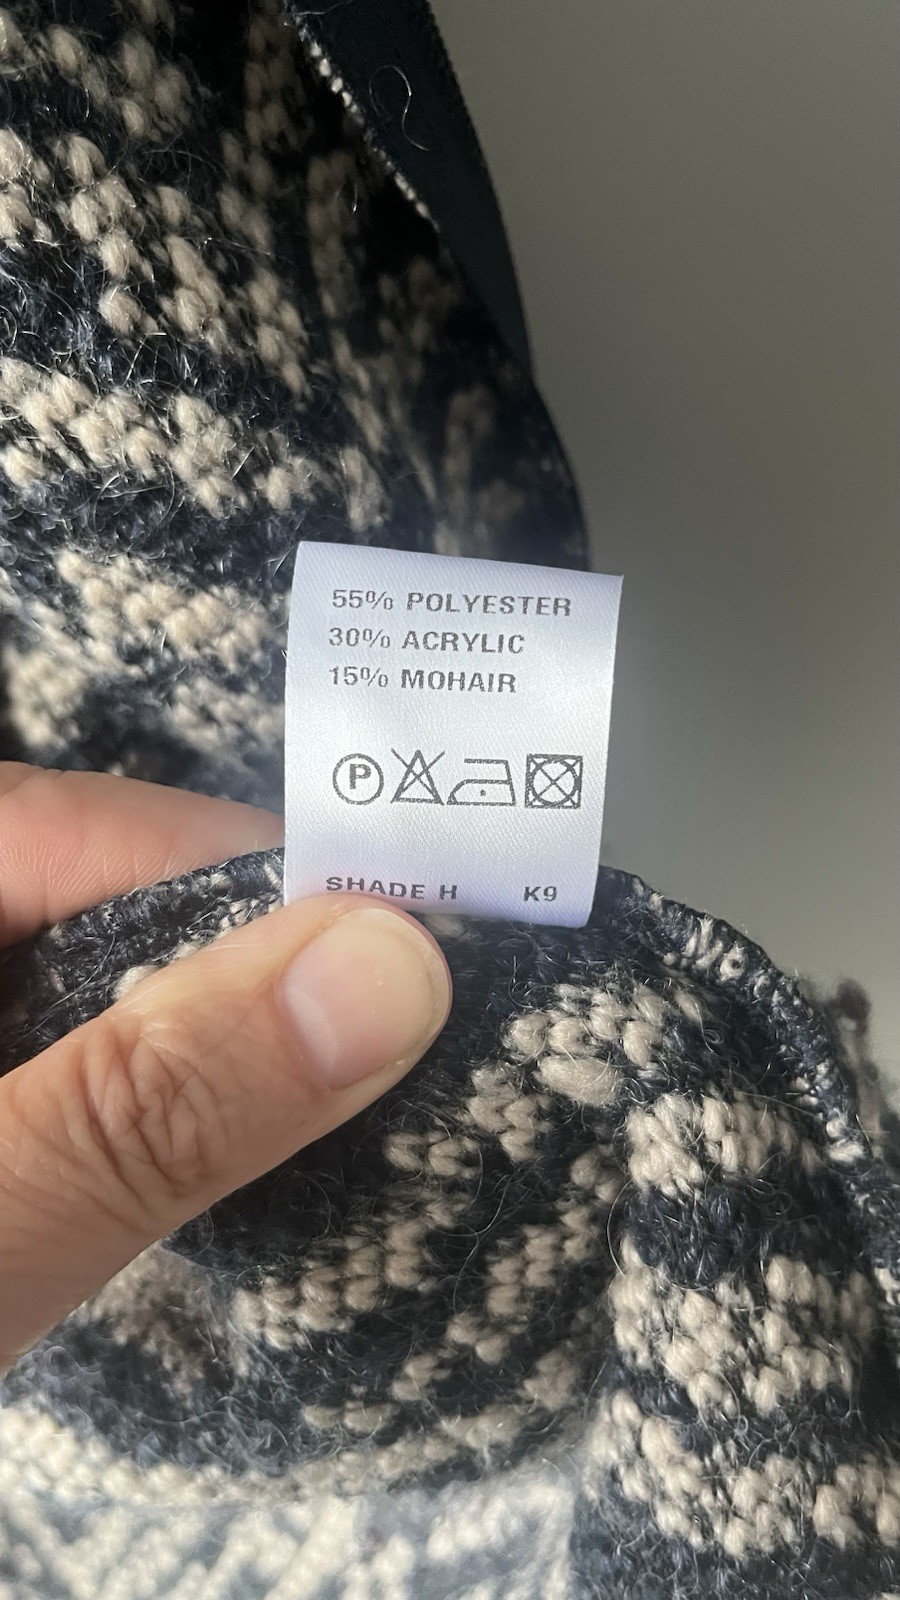 55% POLYESTER
30% ACRYLIC
15% MOHAIR
P
SHADE H K9